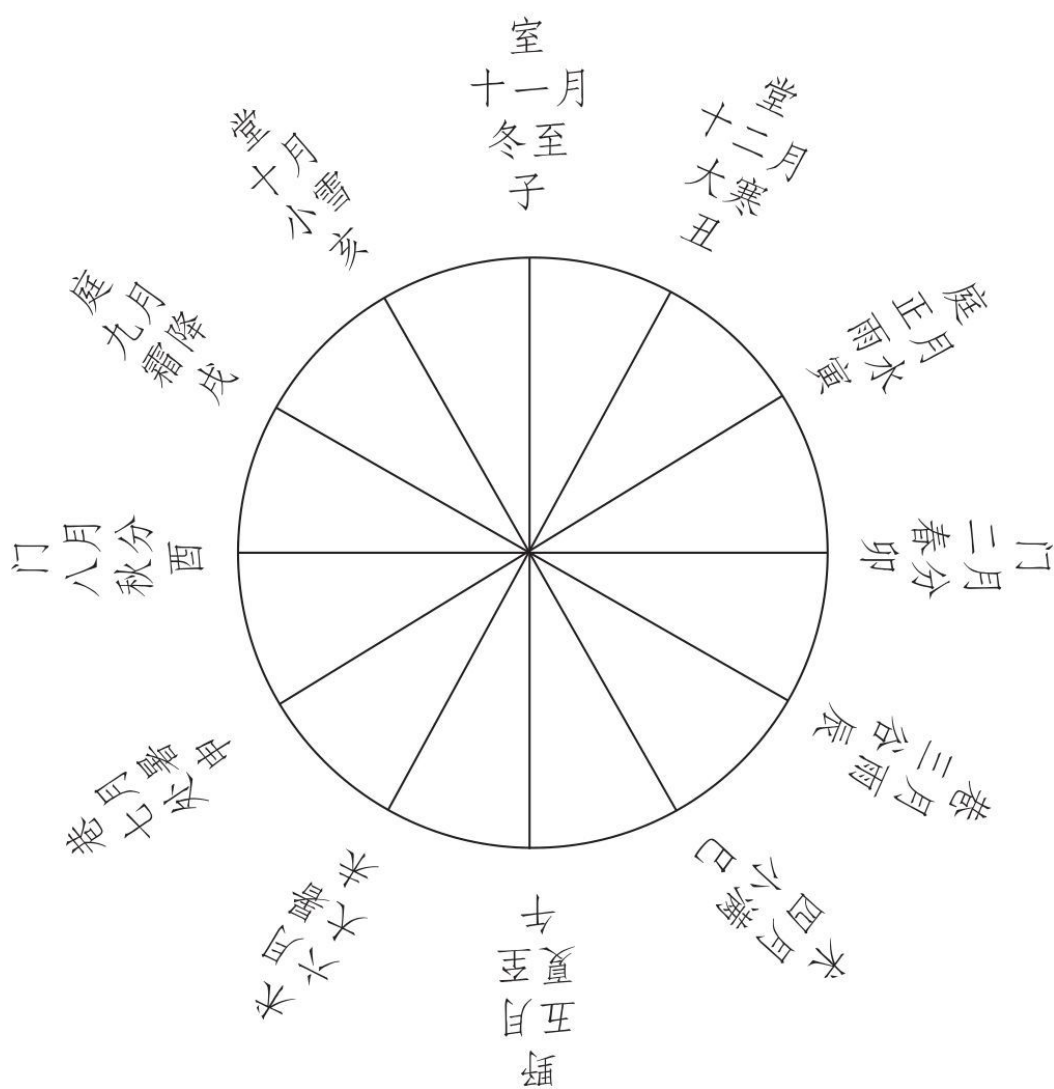 室
十一月
冬至
子
堂
十二月
大寒
丑
庭
正月
雨水
寅
门
二月
春分
卯
巷
三月
谷雨
辰
术
四月
小满
巳
野
五月
夏至
午
术
六月
大暑
未
巷
七月
处暑
申
门
八月
秋分
酉
庭
九月
霜降
戌
堂
十月
小雪
亥